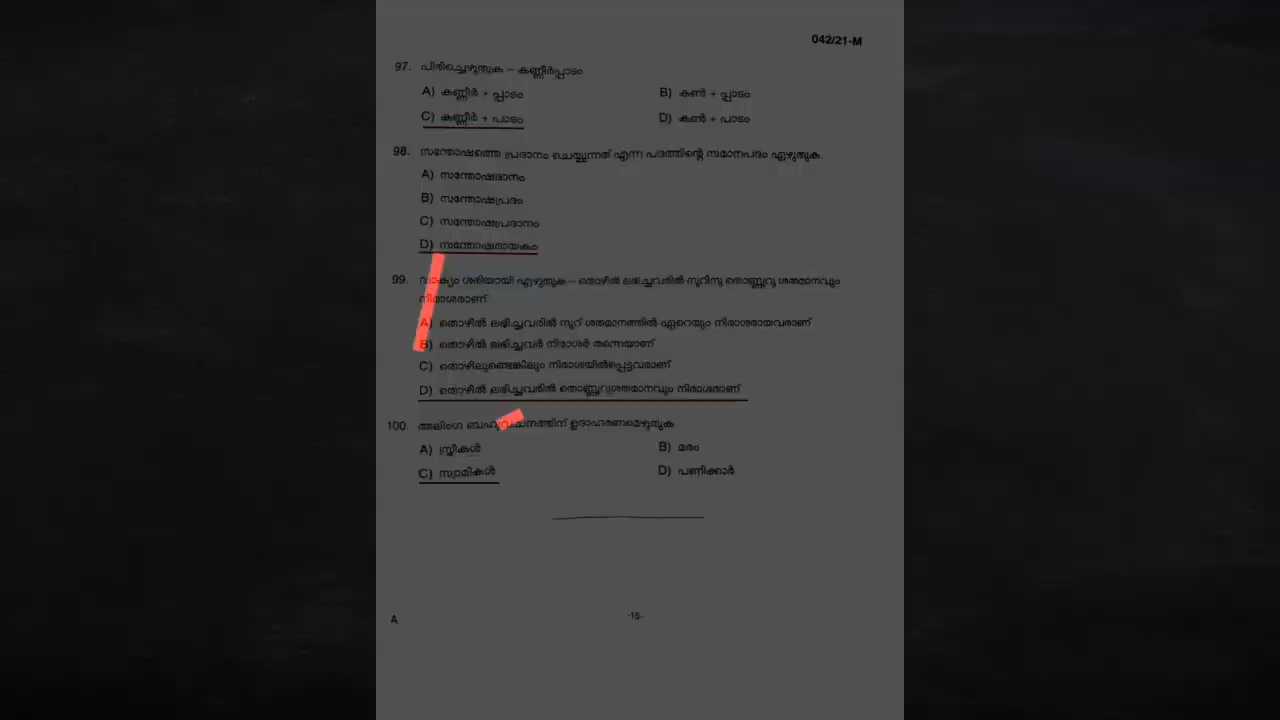 042/21-M
97. പിരിച്ചെഴുതുക – കണ്ണീർപ്പാടം
A) കണ്ണീർ + പ്പാടം B) കൺ + പ്പാടം
C) കണ്ണീർ + പാടം D) കൺ + പാടം
98. സന്തോഷത്തെ പ്രദാനം ചെയ്യുന്നത് എന്ന പദത്തിന്റെ സമാനപദം എഴുതുക.
A) സന്തോഷദാനം
B) സന്തോഷപ്രദം
C) സന്തോഷപ്രദാനം
D) സന്തോഷദായകം
99. വാക്യം ശരിയായി എഴുതുക – തൊഴിൽ ലഭിച്ചവരിൽ നൂറിനു തൊണ്ണൂറു ശതമാനവും
നിരാശരാണ്
A) തൊഴിൽ ലഭിച്ചവരിൽ നൂറ് ശതമാനത്തിൽ ഏറെയും നിരാശരായവരാണ്
B) തൊഴിൽ ലഭിച്ചവർ നിരാശർ തന്നെയാണ്
C) തൊഴിലുണ്ടെങ്കിലും നിരാശയിൽപ്പെട്ടവരാണ്
D) തൊഴിൽ ലഭിച്ചവരിൽ തൊണ്ണൂറുശതമാനവും നിരാശരാണ്
100. അലിംഗ ബഹുവചനത്തിന് ഉദാഹരണമെഴുതുക
A) സ്ത്രീകൾ B) മരം
C) സ്വാമികൾ D) പണിക്കാർ
A -15-